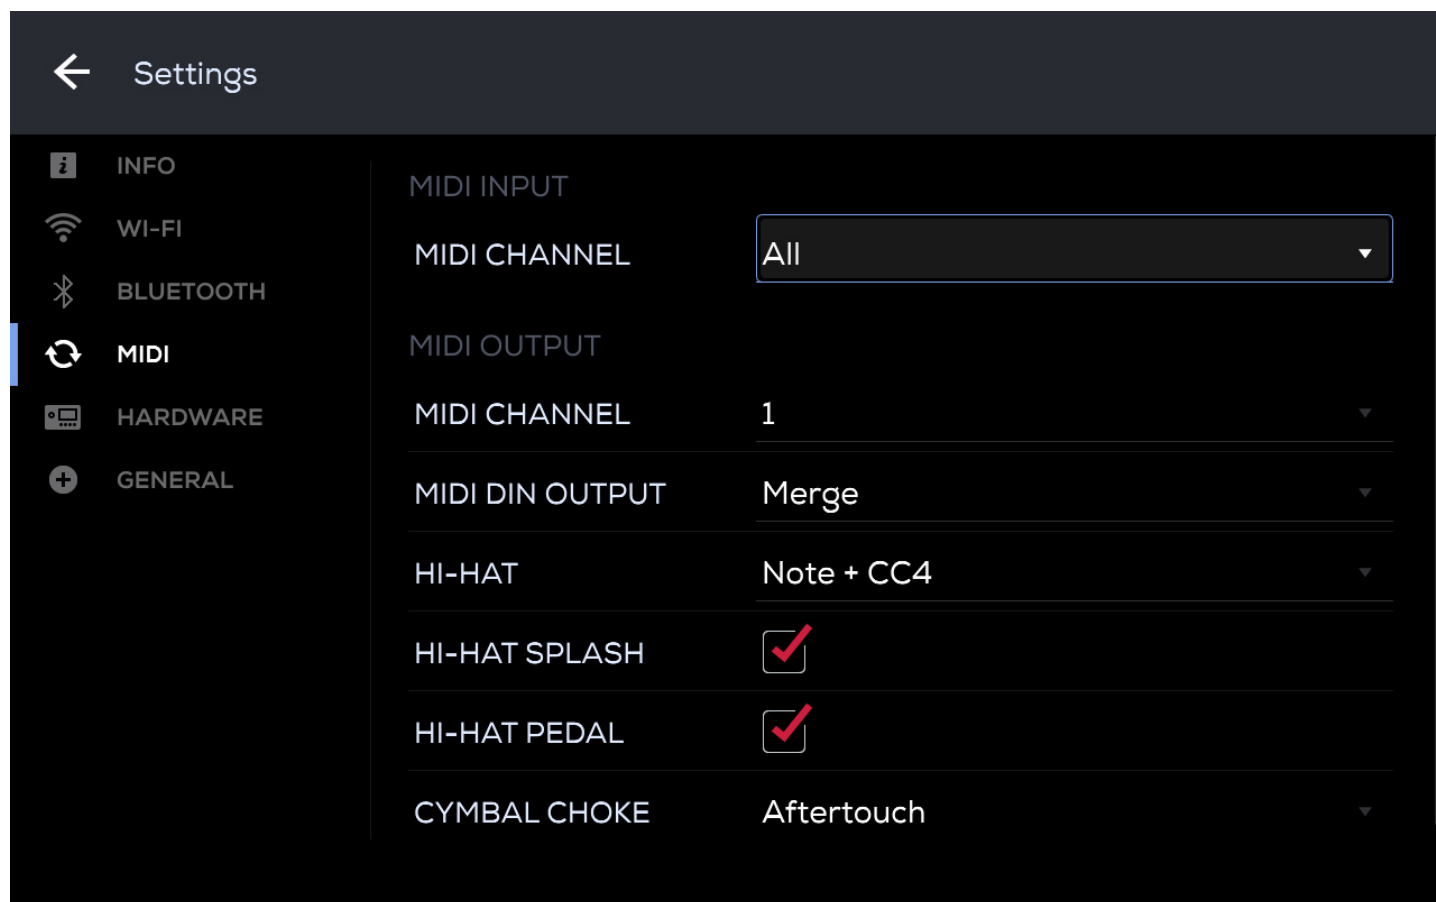 Settings
INFO
WI-FI
BLUETOOTH
MIDI
HARDWARE
GENERAL
MIDI INPUT
MIDI CHANNEL All
MIDI OUTPUT
MIDI CHANNEL 1
MIDI DIN OUTPUT Merge
HI-HAT Note + CC4
HI-HAT SPLASH
HI-HAT PEDAL
CYMBAL CHOKE Aftertouch